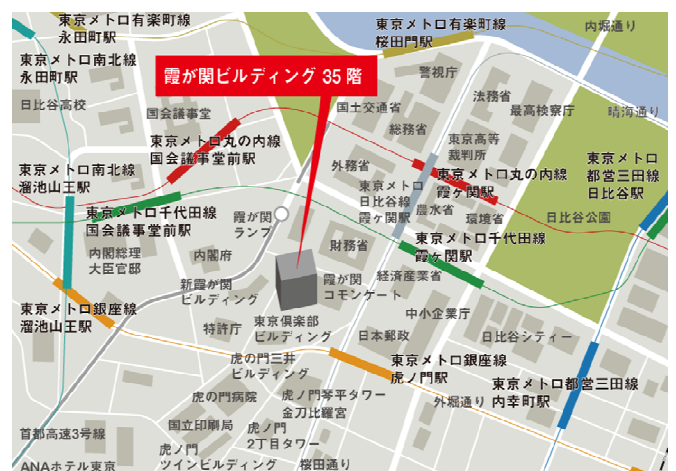 東京メトロ有楽町線
永田町駅
東京メトロ有楽町線
桜田門駅
内堀通り
東京メトロ南北線
永田町駅
霞が関ビルディング 35 階
警視庁
日比谷高校
国会議事堂
国土交通省
法務省
最高検察庁
晴海通り
総務省
東京メトロ丸の内線
国会議事堂前駅
東京高等
裁判所
東京メトロ南北線
溜池山王駅
外務省
東京メトロ丸の内線
霞ヶ関駅
東京メトロ
都営三田線
日比谷駅
東京メトロ
日比谷線
霞ヶ関駅
東京メトロ千代田線
国会議事堂前駅
霞が関
ランプ
農水省
環境省
日比谷公園
内閣総理
大臣官邸
内閣府
財務省
東京メトロ千代田線
霞ヶ関駅
新霞が関
ビルディング
霞が関
コモンゲート
経済産業省
東京メトロ銀座線
溜池山王駅
特許庁
東京倶楽部
ビルディング
中小企業庁
日本郵政
日比谷シティー
虎の門三井
ビルディング
東京メトロ銀座線
虎ノ門駅
虎の門病院
虎ノ門琴平タワー
金刀比羅宮
東京メトロ都営三田線
内幸町駅
外堀通り
国立印刷局
虎ノ門
2丁目タワー
首都高速3号線
虎ノ門
ツインビルディング
桜田通り
ANAホテル東京